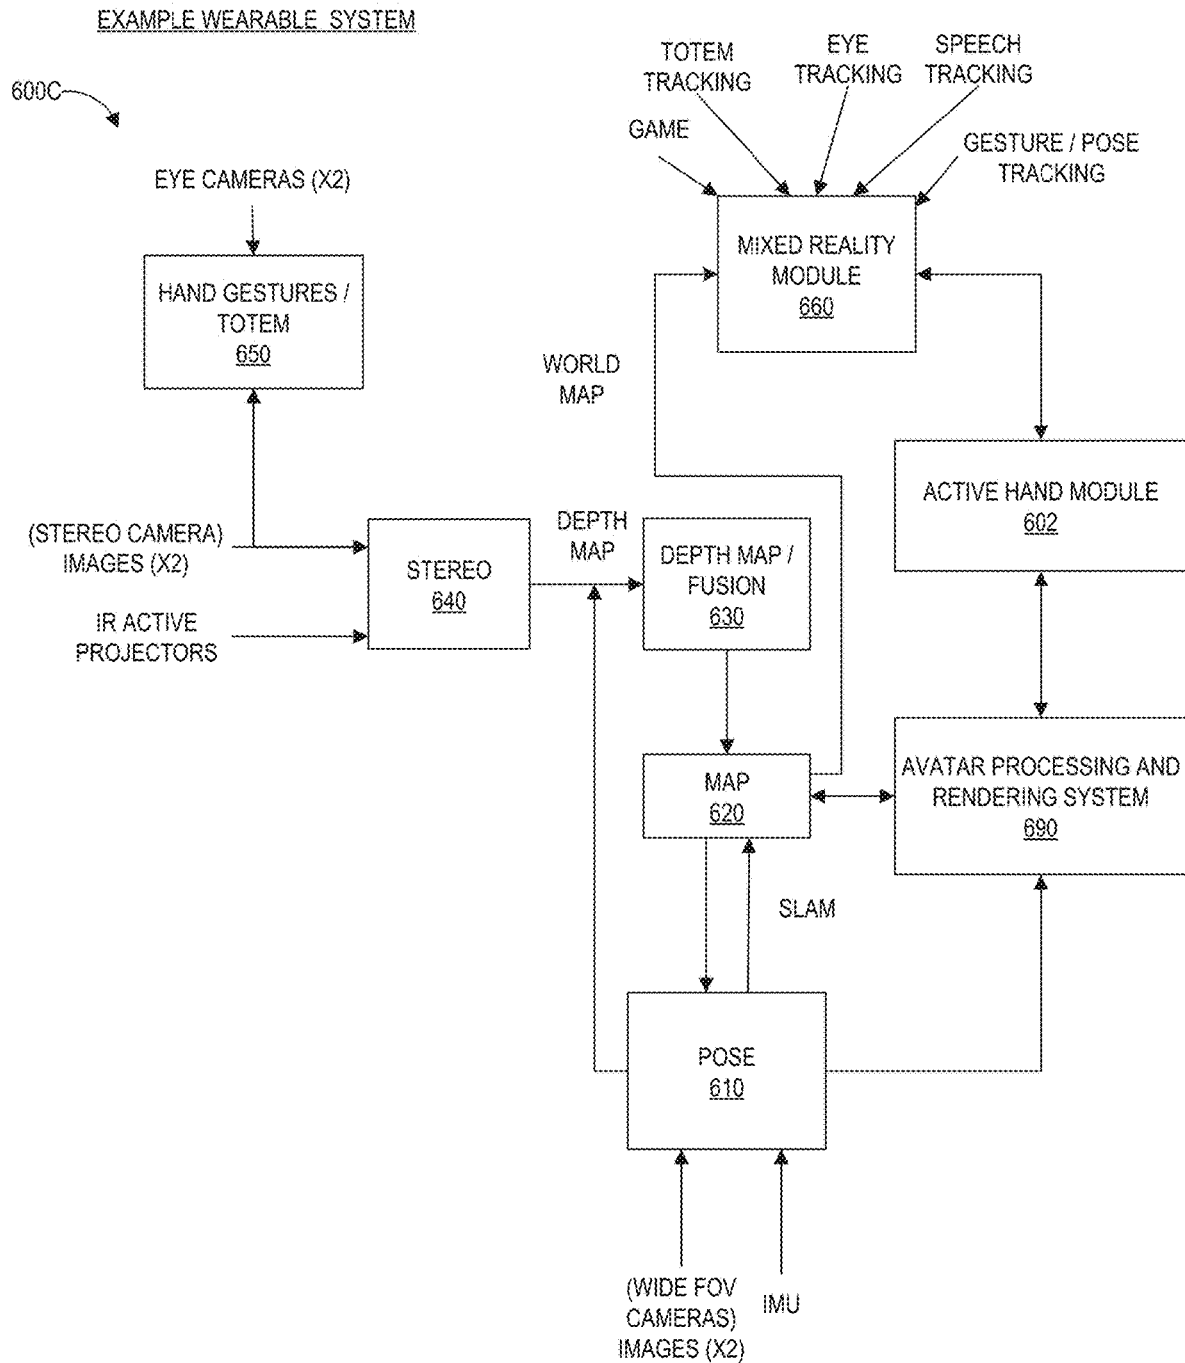 EXAMPLE WEARABLE SYSTEM
600C
TOTEM
TRACKING
EYE
TRACKING
SPEECH
TRACKING
GAME
GESTURE / POSE
TRACKING
EYE CAMERAS (X2)
HAND GESTURES /
TOTEM
650
MIXED REALITY
MODULE
660
WORLD
MAP
ACTIVE HAND MODULE
602
(STEREO CAMERA)
IMAGES (X2)
IR ACTIVE
PROJECTORS
STEREO
640
DEPTH
MAP
DEPTH MAP /
FUSION
630
MAP
620
AVATAR PROCESSING AND
RENDERING SYSTEM
690
SLAM
POSE
610
(WIDE FOV
CAMERAS)
IMAGES (X2)
IMU